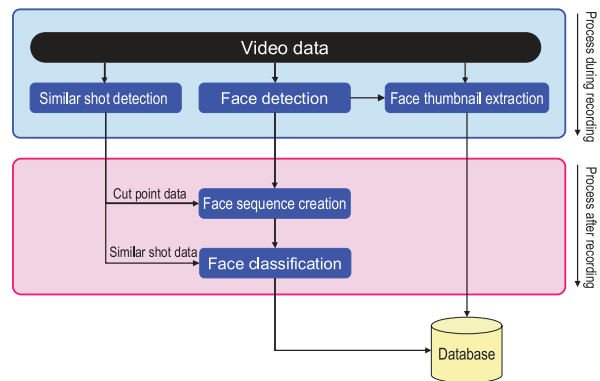 Video data
Similar shot detection
Face detection
Face thumbnail extraction
Process during recording
Cut point data
Face sequence creation
Similar shot data
Face classification
Process after recording
Database